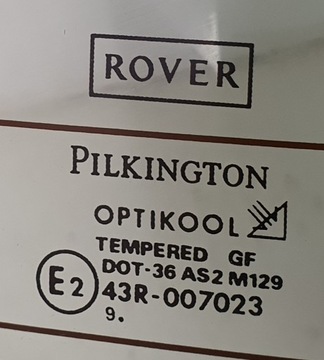 ROVER
PILKINGTON
OPTIKOOL
TEMPERED GF
DOT-36 AS2 M129
E2 43R-007023
9.